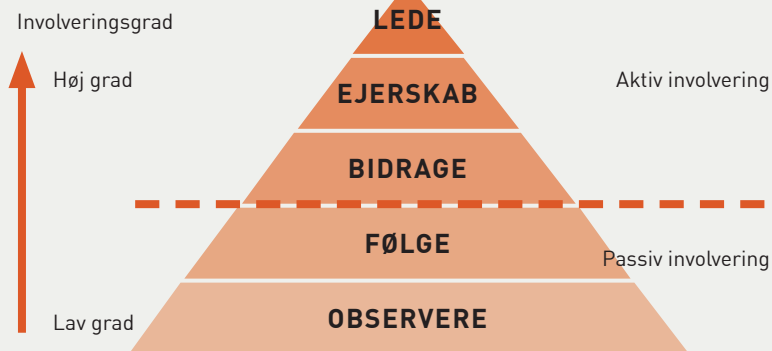 Involveringsgrad
LEDE
Høj grad
EJERSKAB
Aktiv involvering
BIDRAGE
FØLGE
Passiv involvering
OBSERVERE
Lav grad